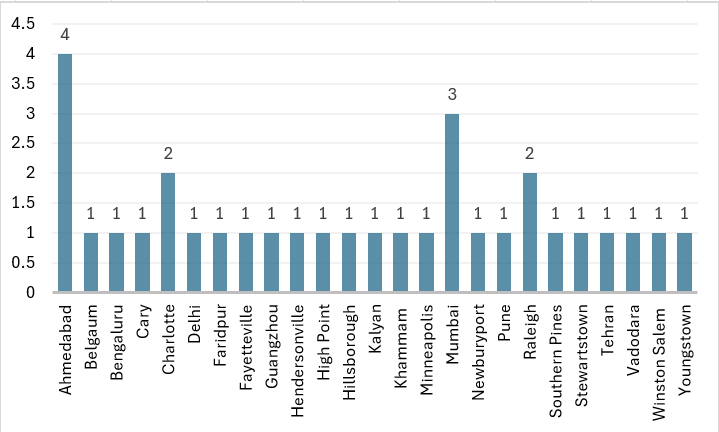 4.5
4
3.5
3
2.5
2
1.5
1
0.5
0
4
1
1
1
2
1
1
1
1
1
1
1
1
1
1
3
1
1
2
1
1
1
1
1
1
Ahmedabad
Belgaum
Bengaluru
Cary
Charlotte
Delhi
Faridpur
Fayetteville
Guangzhou
Hendersonville
High Point
Hillsborough
Kalyan
Khammam
Minneapolis
Mumbai
Newburyport
Pune
Raleigh
Southern Pines
Stewartstown
Tehran
Vadodara
Winston Salem
Youngstown